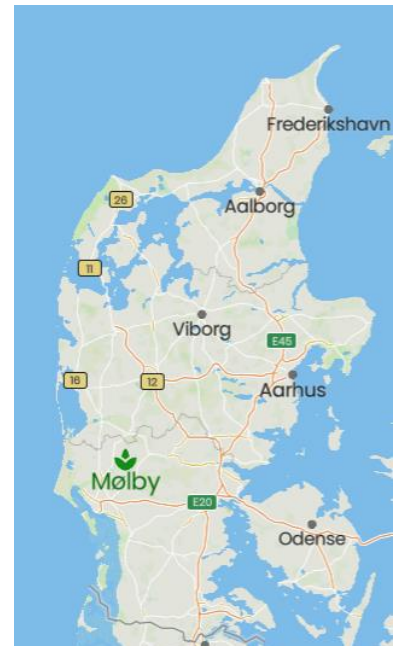 Frederikshavn
26
Aalborg
11
Viborg
E45
16
12
Aarhus
Mølby
E20
Odense